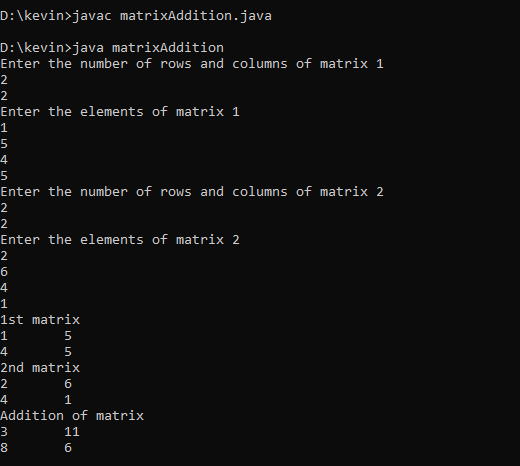 D:\kevin>javac matrixAddition.java
D:\kevin>java matrixAddition
Enter the number of rows and columns of matrix 1
2
2
Enter the elements of matrix 1
1
5
4
5
Enter the number of rows and columns of matrix 2
2
2
Enter the elements of matrix 2
2
6
4
1
1st matrix
1 5
4 5
2nd matrix
2 6
4 1
Addition of matrix
3 11
8 6